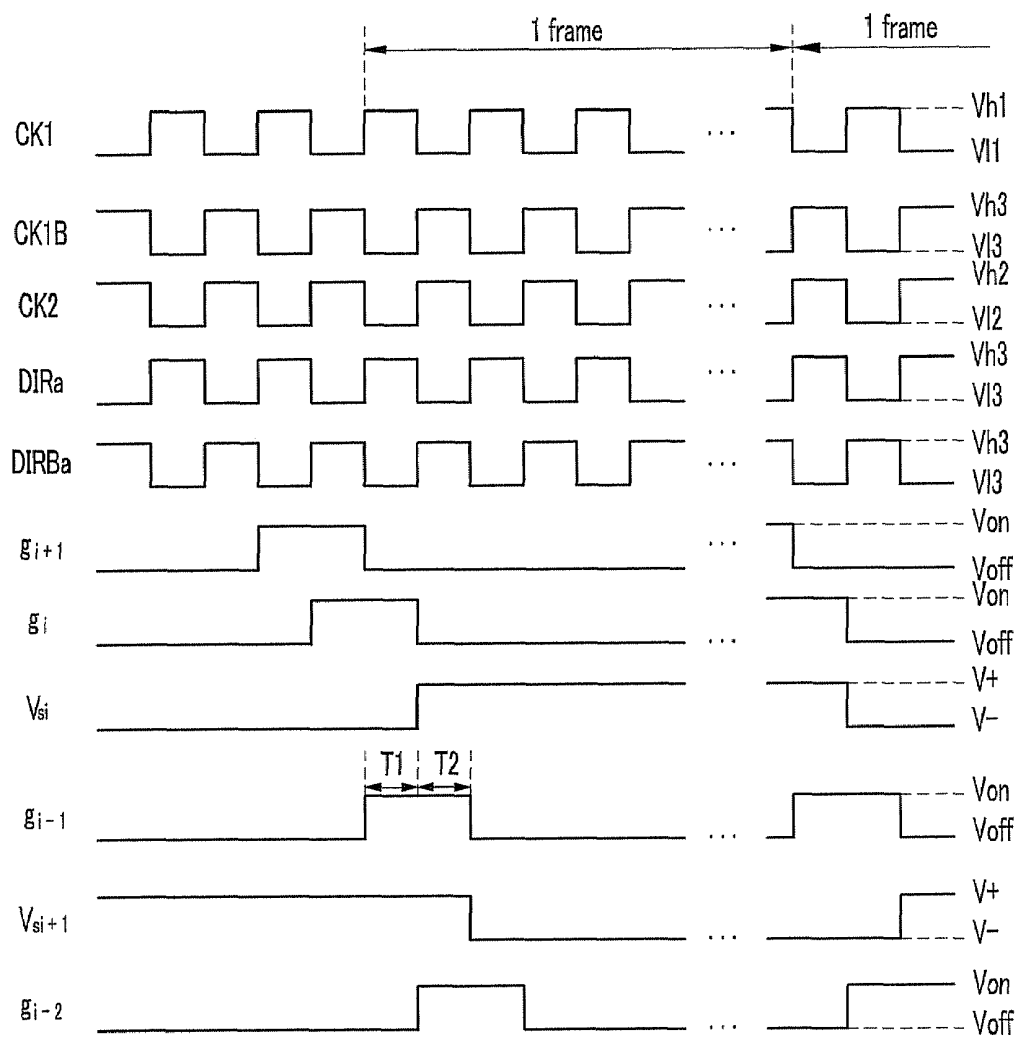 1 frame 1 frame
CK1 ... Vh1
Vl1
CK1B ... Vh3
Vl3
CK2 ... Vh2
Vl2
DIRa ... Vh3
Vl3
DIRBa ... Vh3
Vl3
gi+1 ... Von
Voff
gi ... Von
Voff
Vsi ... V+
V-
T1 T2
gi-1 ... Von
Voff
Vsi+1 ... V+
V-
gi-2 ... Von
Voff